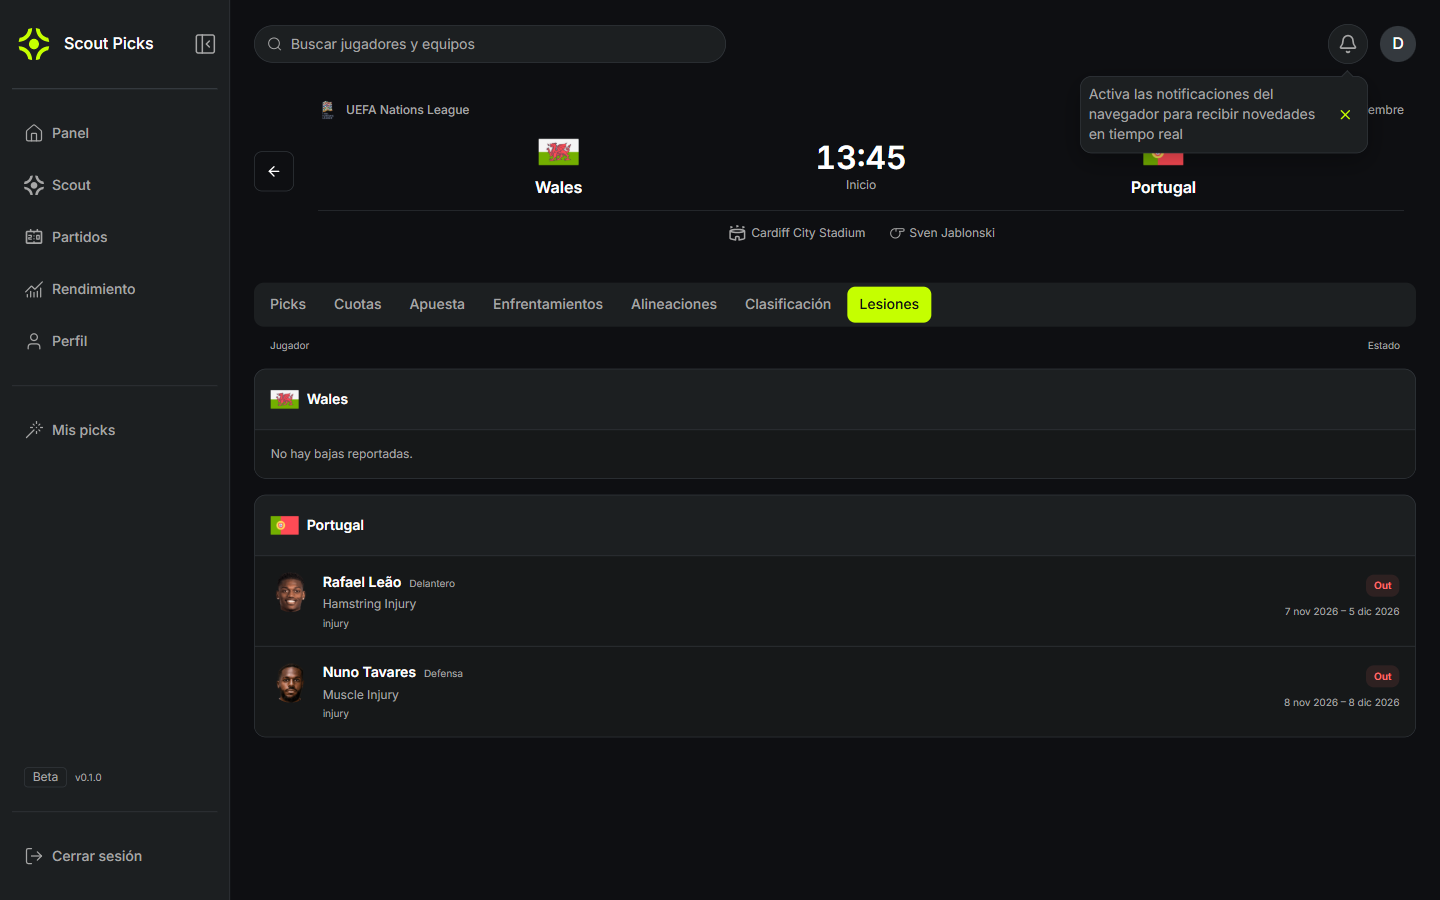 Scout Picks
Buscar jugadores y equipos
D
Activa las notificaciones del
navegador para recibir novedades
en tiempo real
UEFA Nations League
embre
Panel
Scout
Partidos
Rendimiento
Perfil
Mis picks
Beta v0.1.0
Cerrar sesión
Wales
13:45
Inicio
Portugal
Cardiff City Stadium
Sven Jablonski
Picks
Cuotas
Apuesta
Enfrentamientos
Alineaciones
Clasificación
Lesiones
Jugador
Estado
Wales
No hay bajas reportadas.
Portugal
Rafael Leão Delantero
Hamstring Injury
injury
Out
7 nov 2026 – 5 dic 2026
Nuno Tavares Defensa
Muscle Injury
injury
Out
8 nov 2026 – 8 dic 2026